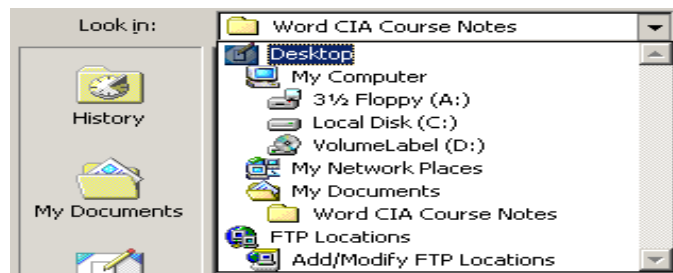 Look in:
Word CIA Course Notes
Desktop
My Computer
3½ Floppy (A:)
Local Disk (C:)
VolumeLabel (D:)
My Network Places
My Documents
Word CIA Course Notes
FTP Locations
Add/Modify FTP Locations
History
My Documents